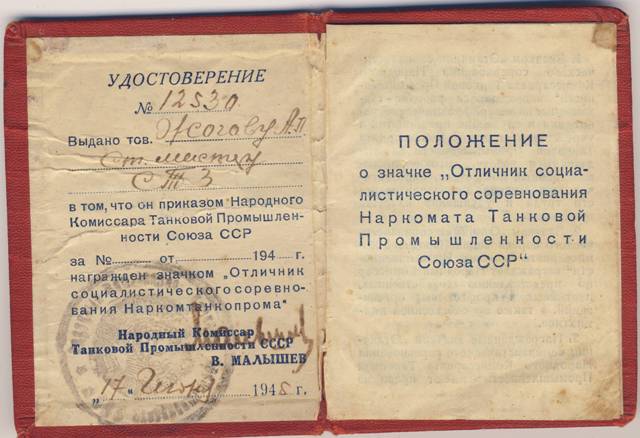 УДОСТОВЕРЕНИЕ
№ 12530
Выдано тов. Жогову А.П
Ст. мастеру
СТЗ
в том, что он приказом Народного
Комиссара Танковой Промышлен-
ности Союза ССР
за № от 194 г.
награжден значком „Отличник
социалистического соревно-
вания Наркомтанкопрома"
Народный Комиссар
Танковой Промышленности СССР
В. МАЛЫШЕВ
„17" 194 г.
ПОЛОЖЕНИЕ
о значке „Отличник социа-
листического соревнования
Наркомата Танковой
Промышленности
Союза ССР"